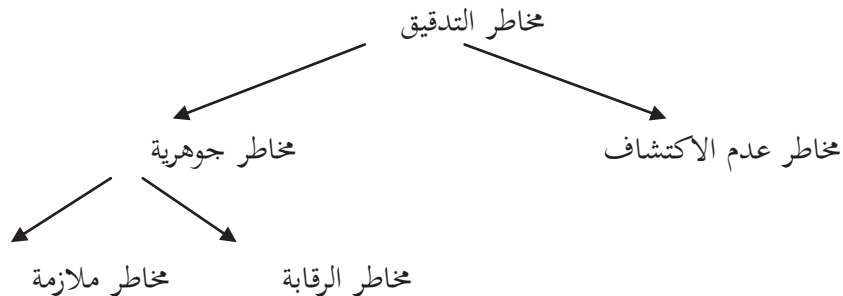 مخاطر التدقيق
مخاطر عدم الاكتشاف
مخاطر جوهرية
مخاطر الرقابة
مخاطر ملازمة